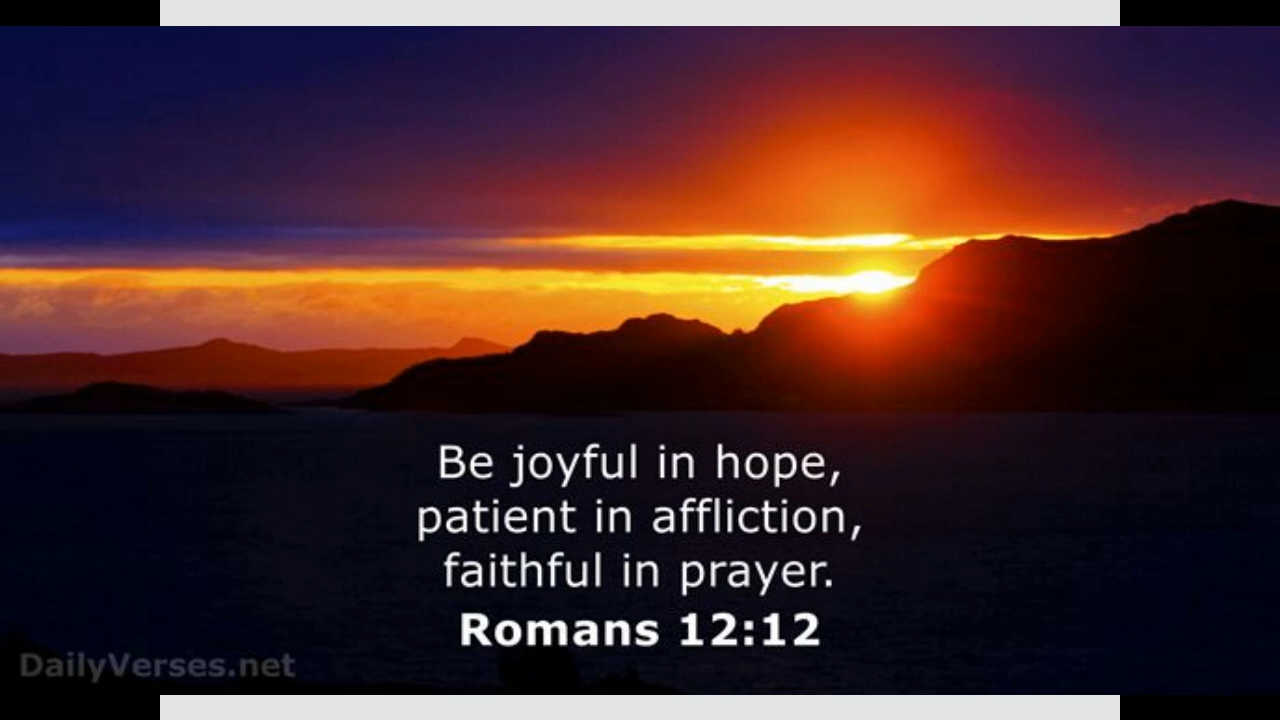 Be joyful in hope,
patient in affliction,
faithful in prayer.
Romans 12:12
DailyVerses.net